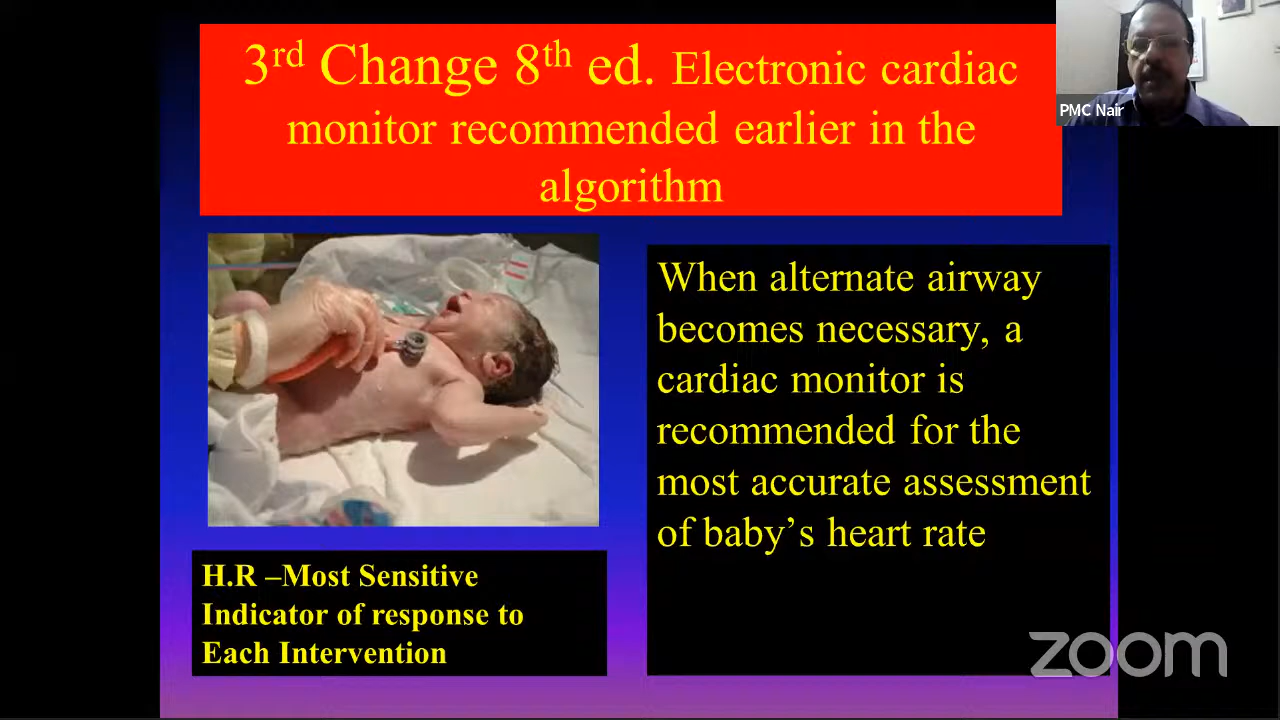 3rd Change 8th ed. Electronic cardiac
monitor recommended earlier in the
algorithm
PMC Nair
When alternate airway
becomes necessary, a
cardiac monitor is
recommended for the
most accurate assessment
of baby’s heart rate
H.R –Most Sensitive
Indicator of response to
Each Intervention
zoom